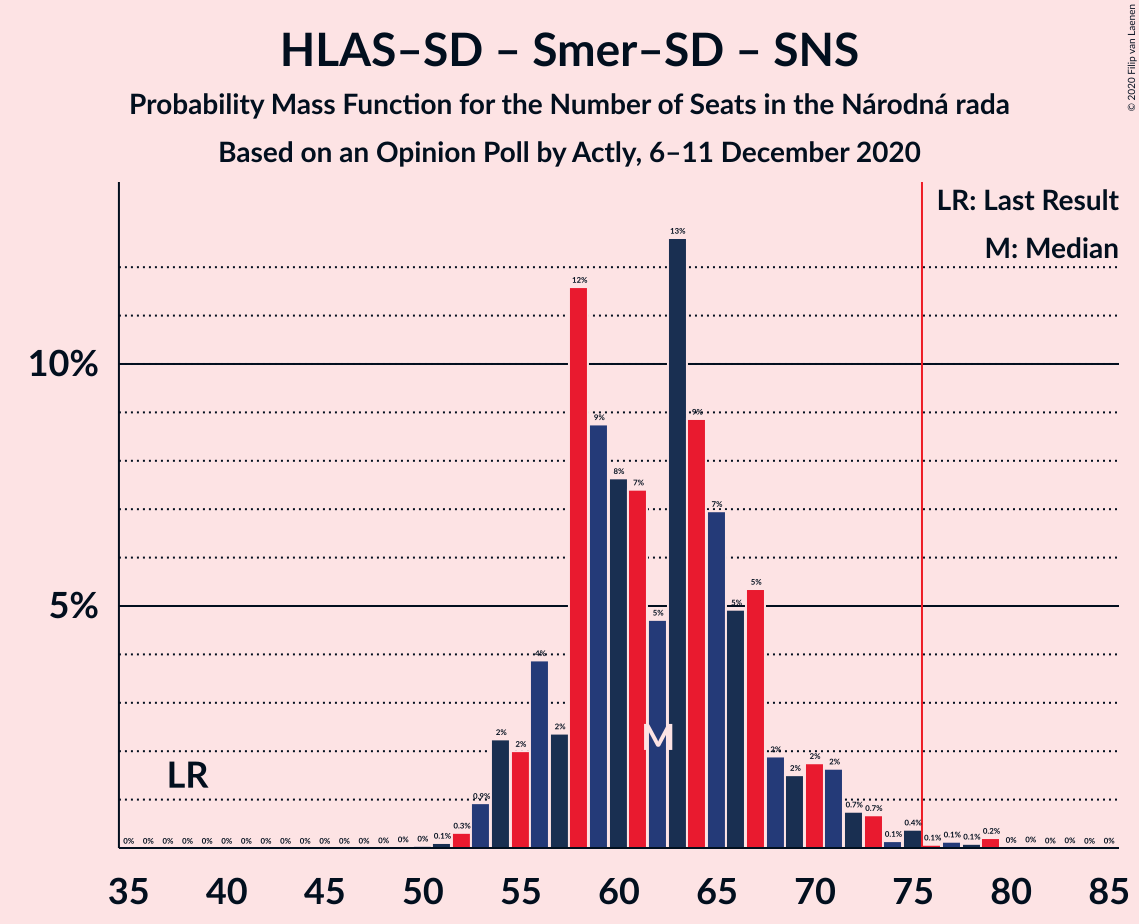 HLAS–SD – Smer–SD – SNS
Probability Mass Function for the Number of Seats in the Národná rada
Based on an Opinion Poll by Actly, 6–11 December 2020
© 2020 Filip van Laenen
LR: Last Result
M: Median
10%
5%
LR
M
0% 0% 0% 0% 0% 0% 0% 0% 0% 0% 0% 0% 0% 0% 0% 0% 0.1% 0.3% 0.9% 2% 2% 4% 2% 12% 9% 8% 7% 5% 13% 9% 7% 5% 5% 2% 2% 2% 2% 0.7% 0.7% 0.1% 0.4% 0.1% 0.1% 0.1% 0.2% 0% 0% 0% 0% 0% 0%
35 40 45 50 55 60 65 70 75 80 85